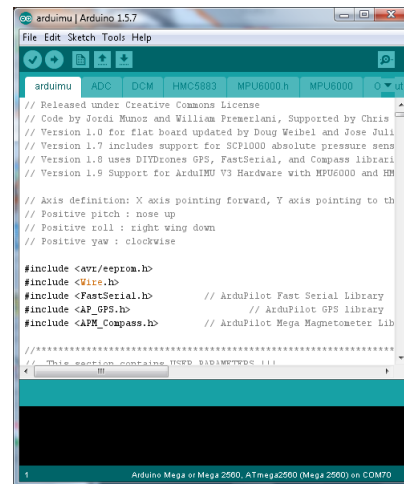 arduimu | Arduino 1.5.7
File Edit Sketch Tools Help
arduimu ADC DCM HMC5883 MPU6000.h MPU6000 O ut
// Released under Creative Commons License
// Code by Jordi Munoz and William Premerlani, Supported by Chris
// Version 1.0 for flat board updated by Doug Weibel and Jose Juli
// Version 1.7 includes support for SCP1000 absolute pressure sens
// Version 1.8 uses DIYDrones GPS, FastSerial, and Compass librari
// Version 1.9 Support for ArduIMU V3 Hardware with MPU6000 and HM
// Axis definition: X axis pointing forward, Y axis pointing to th
// Positive pitch : nose up
// Positive roll : right wing down
// Positive yaw : clockwise
#include <avr/eeprom.h>
#include <Wire.h>
#include <FastSerial.h> // ArduPilot Fast Serial Library
#include <AP_GPS.h> // ArduPilot GPS library
#include <APM_Compass.h> // ArduPilot Mega Magnetometer Lib
//*****************************************************************
// This section contains USER PARAMETERS !!!
1 Arduino Mega or Mega 2560, ATmega2560 (Mega 2560) on COM70